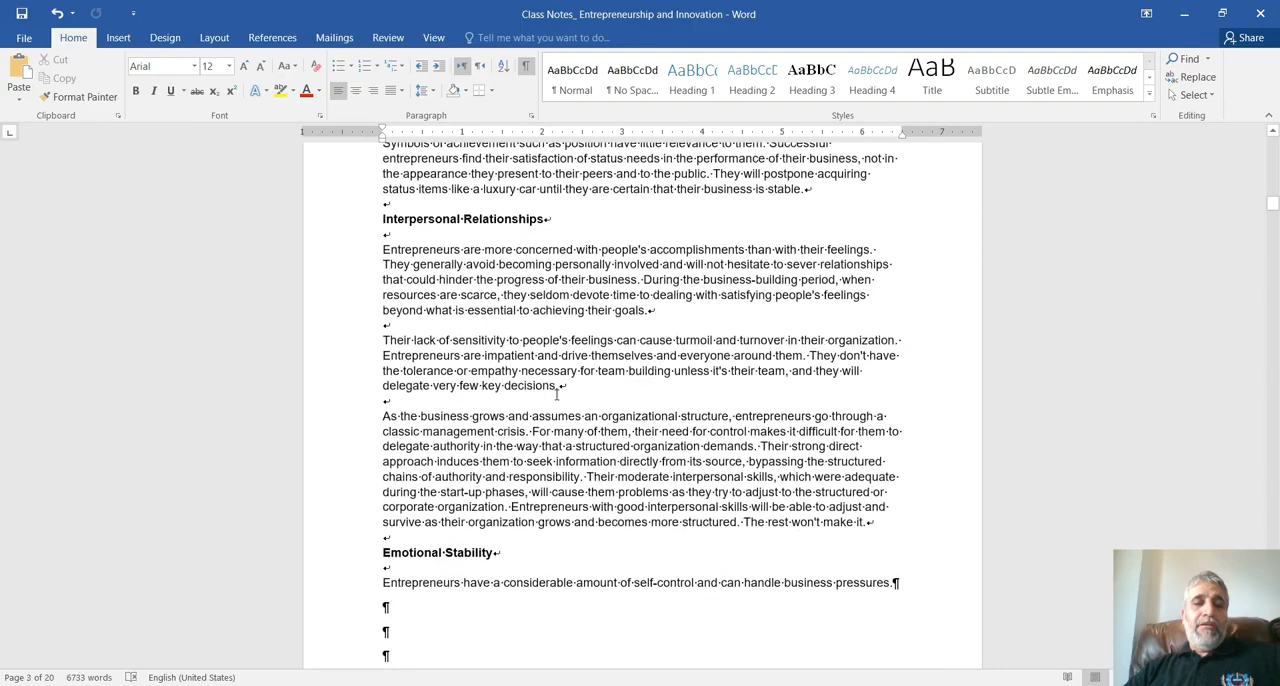 Class Notes_ Entrepreneurship and Innovation - Word
File Home Insert Design Layout References Mailings Review View Tell me what you want to do... Share
Cut
Copy
Paste
Format Painter
Arial 12
Clipboard Font Paragraph Styles Editing
AaBbCcDd AaBbCcDd AaBbCc AaBbCcD AaBbC AaBbCcDd AaB AaBbCcD AaBbCcDd AaBbCcDd
¶ Normal ¶ No Spac... Heading 1 Heading 2 Heading 3 Heading 4 Title Subtitle Subtle Em... Emphasis
Find
Replace
Select
1 1 2 3 4 5 6 7
Symbols of achievement such as position have little relevance to them. Successful
entrepreneurs find their satisfaction of status needs in the performance of their business, not in
the appearance they present to their peers and to the public. They will postpone acquiring
status items like a luxury car until they are certain that their business is stable.
Interpersonal Relationships
Entrepreneurs are more concerned with people's accomplishments than with their feelings.
They generally avoid becoming personally involved and will not hesitate to sever relationships
that could hinder the progress of their business. During the business-building period, when
resources are scarce, they seldom devote time to dealing with satisfying people's feelings
beyond what is essential to achieving their goals.
Their lack of sensitivity to people's feelings can cause turmoil and turnover in their organization.
Entrepreneurs are impatient and drive themselves and everyone around them. They don't have
the tolerance or empathy necessary for team building unless it's their team, and they will
delegate very few key decisions.
As the business grows and assumes an organizational structure, entrepreneurs go through a
classic management crisis. For many of them, their need for control makes it difficult for them to
delegate authority in the way that a structured organization demands. Their strong direct
approach induces them to seek information directly from its source, bypassing the structured
chains of authority and responsibility. Their moderate interpersonal skills, which were adequate
during the start-up phases, will cause them problems as they try to adjust to the structured or
corporate organization. Entrepreneurs with good interpersonal skills will be able to adjust and
survive as their organization grows and becomes more structured. The rest won't make it.
Emotional Stability
Entrepreneurs have a considerable amount of self-control and can handle business pressures.¶
¶
¶
¶
Page 3 of 20 6733 words English (United States)